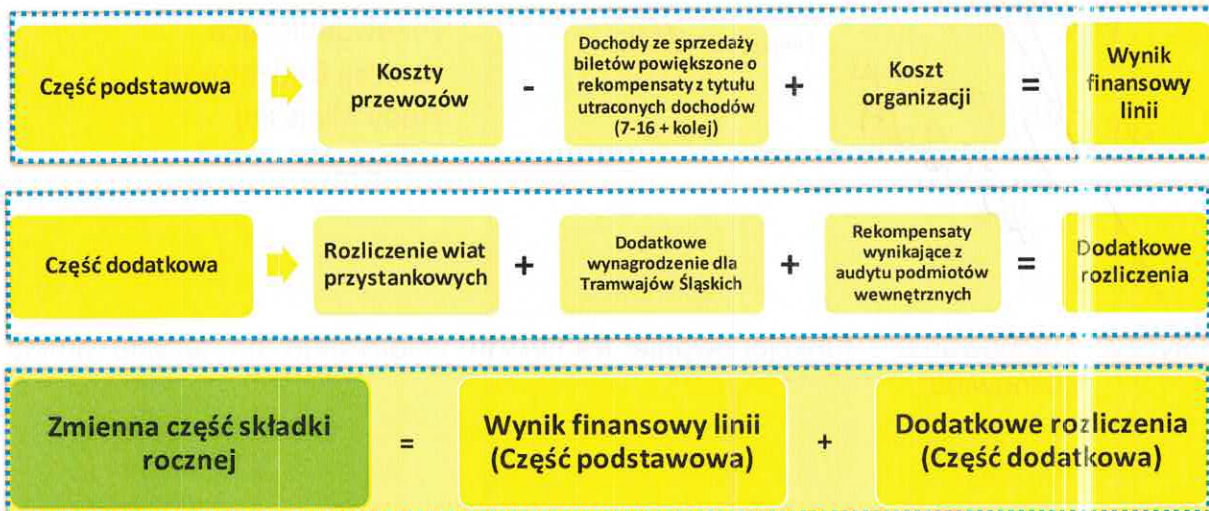 Część podstawowa
Koszty
przewozów
-
Dochody ze sprzedaży
biletów powiększone o
rekompensaty z tytułu
utraconych dochodów
(7-16 + kolej)
+
Koszt
organizacji
=
Wynik
finansowy
linii
Część dodatkowa
Rozliczenie wiat
przystankowych
+
Dodatkowe
wynagrodzenie dla
Tramwajów Śląskich
+
Rekompensaty
wynikające z
audytu podmiotów
wewnętrznych
=
Dodatkowe
rozliczenia
Zmienna część składki
rocznej
=
Wynik finansowy linii
(Część podstawowa)
+
Dodatkowe rozliczenia
(Część dodatkowa)